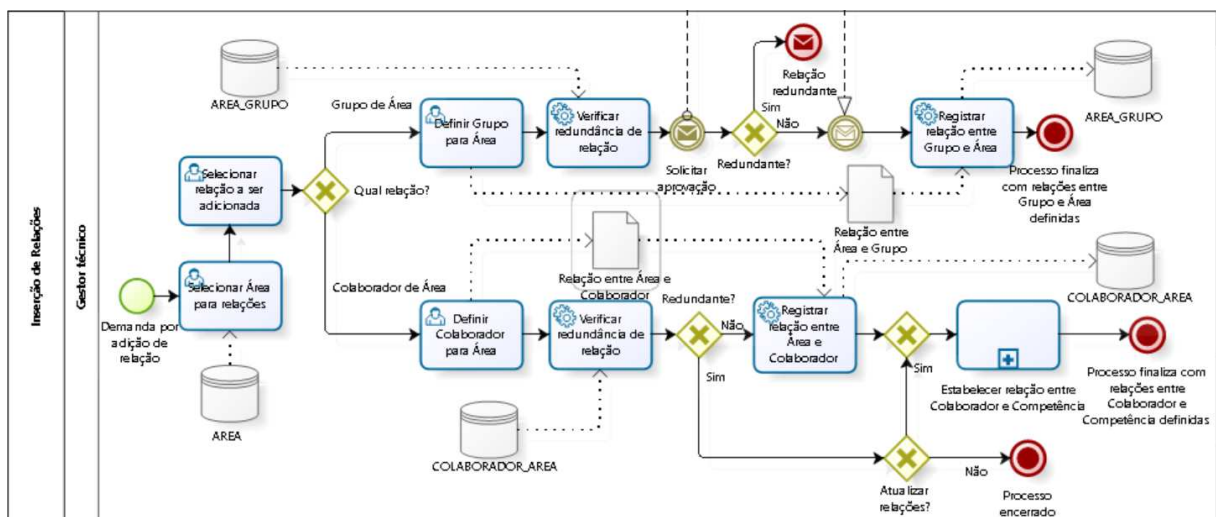 Inserção de Relações
Gestor técnico
Demanda por
adição de
relação
Selecionar Área
para relações
AREA
Selecionar
relação a ser
adicionada
Qual relação?
Grupo de Área
AREA_GRUPO
Definir Grupo
para Área
Verificar
redundância de
relação
Solicitar
aprovação
Redundante?
Sim
Relação
redundante
Não
Registrar
relação entre
Grupo e Área
AREA_GRUPO
Processo finaliza
com relações entre
Grupo e Área
definidas
Relação entre
Área e Grupo
Relação entre Área e
Colaborador
Colaborador de Área
Definir
Colaborador
para Área
Verificar
redundância de
relação
COLABORADOR_AREA
Redundante?
Não
Sim
Registrar
relação entre
Área e
Colaborador
COLABORADOR_AREA
Sim
Estabelecer relação entre
Colaborador e Competência
Processo finaliza com
relações entre
Colaborador e
Competência definidas
Atualizar
relações?
Não
Processo
encerrado